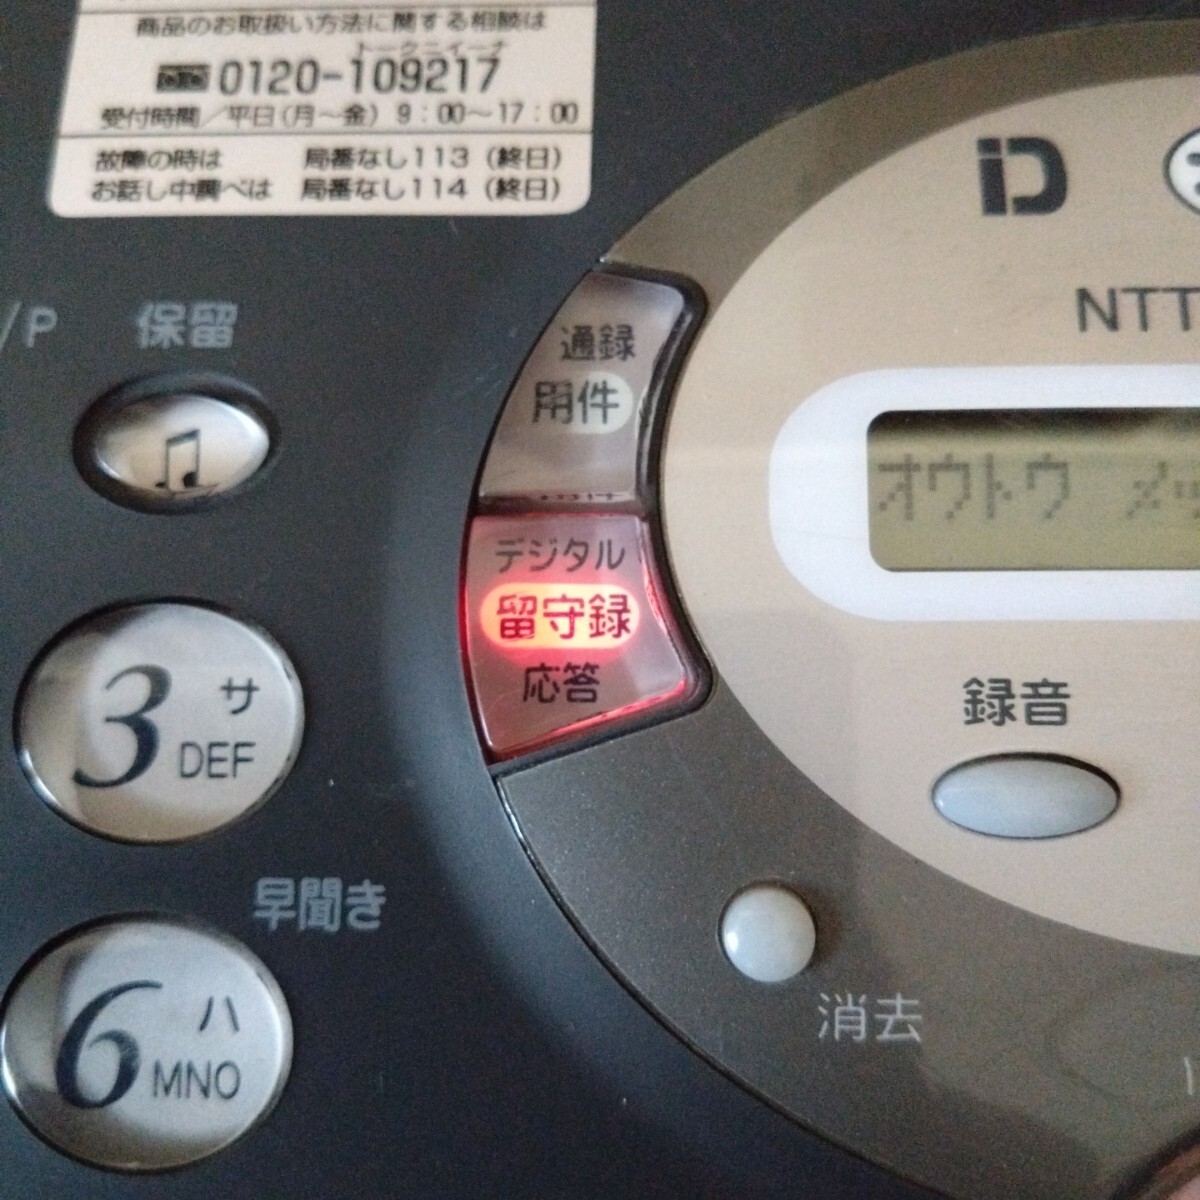 商品のお取扱い方法に関する相談は
トークニイーナ
0120-109217
受付時間／平日(月～金) 9：00～17：00
故障の時は 局番なし113 (終日)
お話し中調べは 局番なし114 (終日)
/P 保留
iD
NTT
通録
用件
オウトウ メッ
デジタル
留守録
応答
3 サ DEF
録音
早聞き
6 ハ MNO
消去